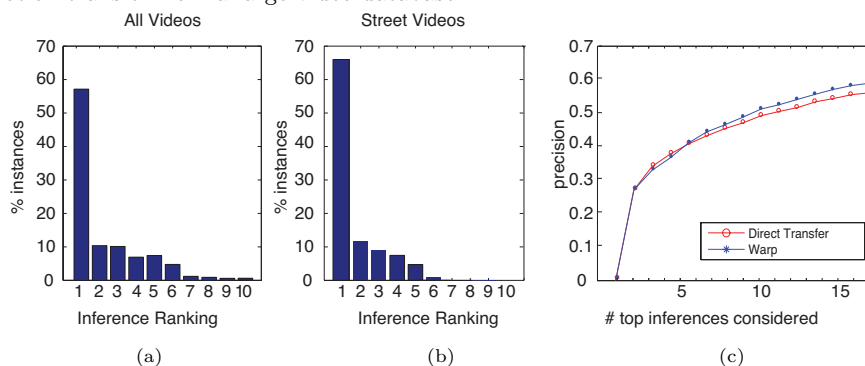 All Videos
Street Videos
70
60
50
40
30
20
10
0
% instances
1 2 3 4 5 6 7 8 9 10
Inference Ranking
(a)
70
60
50
40
30
20
10
0
% instances
1 2 3 4 5 6 7 8 9 10
Inference Ranking
(b)
0.7
0.6
0.5
0.4
0.3
0.2
0.1
0
precision
Direct Transfer
Warp
5 10 15
# top inferences considered
(c)